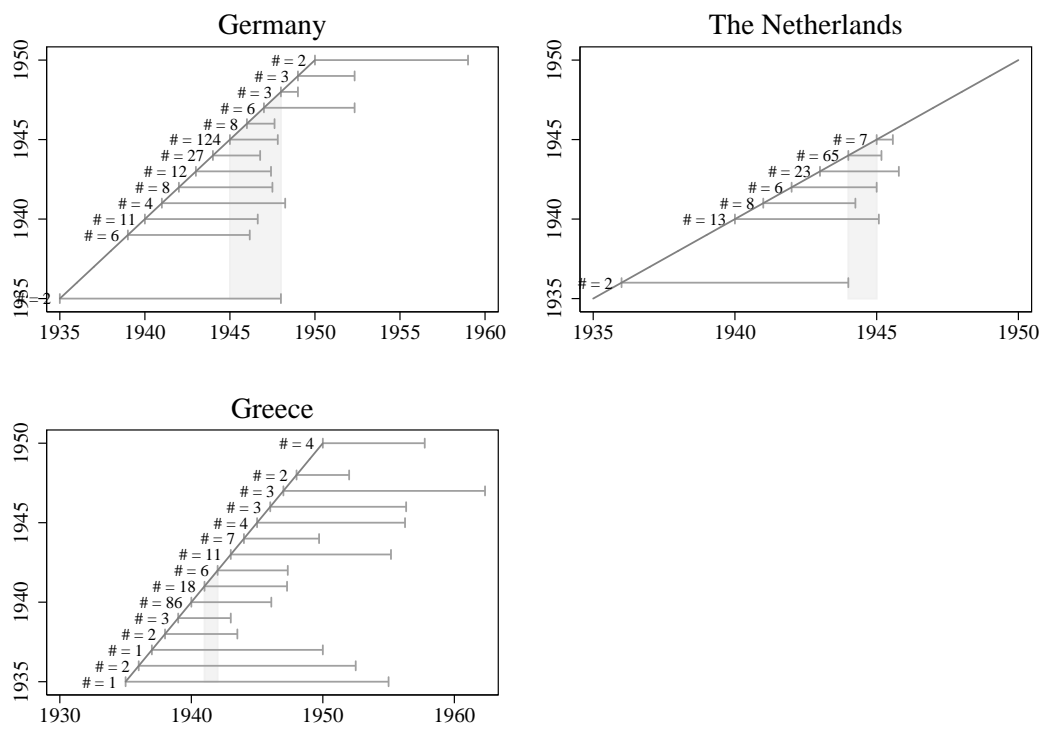 Germany
1950
1945
1940
1935
# = 2
# = 3
# = 3
# = 6
# = 8
# = 124
# = 27
# = 12
# = 8
# = 4
# = 11
# = 6
# = 2
1935 1940 1945 1950 1955 1960
The Netherlands
1950
1945
1940
1935
# = 7
# = 65
# = 23
# = 6
# = 8
# = 13
# = 2
1935 1940 1945 1950
Greece
1950
1945
1940
1935
# = 4
# = 2
# = 3
# = 3
# = 4
# = 7
# = 11
# = 6
# = 18
# = 86
# = 3
# = 2
# = 1
# = 2
# = 1
1930 1940 1950 1960